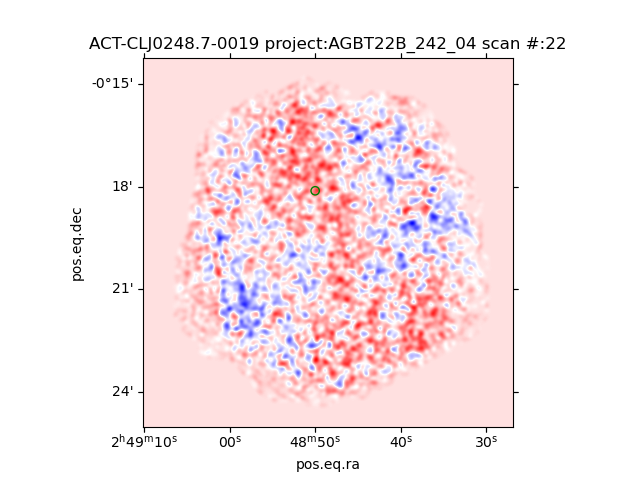 ACT-CLJ0248.7-0019 project:AGBT22B_242_04 scan #:22
-0°15'
18'
21'
24'
pos.eq.dec
2ʰ49ᵐ10ˢ 00ˢ 48ᵐ50ˢ 40ˢ 30ˢ
pos.eq.ra